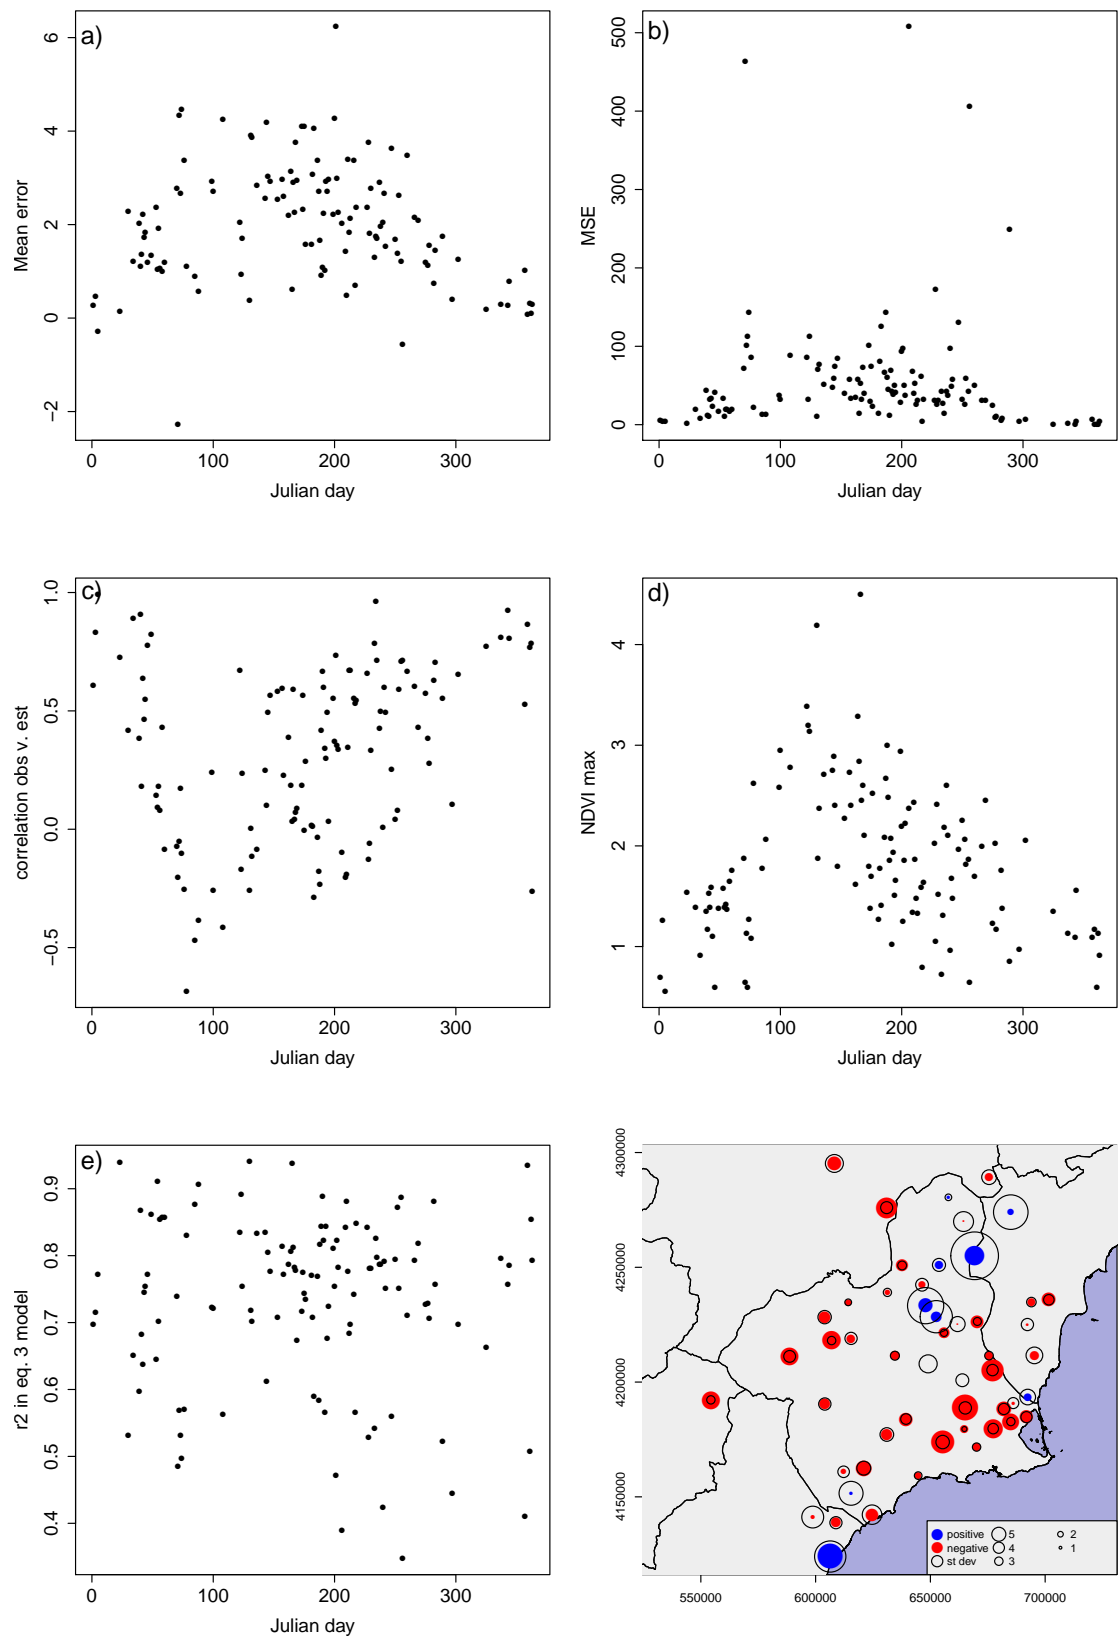 a)
Mean error
6
4
2
0
−2
0 100 200 300
Julian day
b)
MSE
500
400
300
200
100
0
0 100 200 300
Julian day
c)
correlation obs v. est
1.0
0.5
0.0
−0.5
0 100 200 300
Julian day
d)
NDVI max
4
3
2
1
0 100 200 300
Julian day
e)
r2 in eq. 3 model
0.9
0.8
0.7
0.6
0.5
0.4
0 100 200 300
Julian day
4300000
4250000
4200000
4150000
positive 5 2
negative 4 1
st dev 3
550000 600000 650000 700000